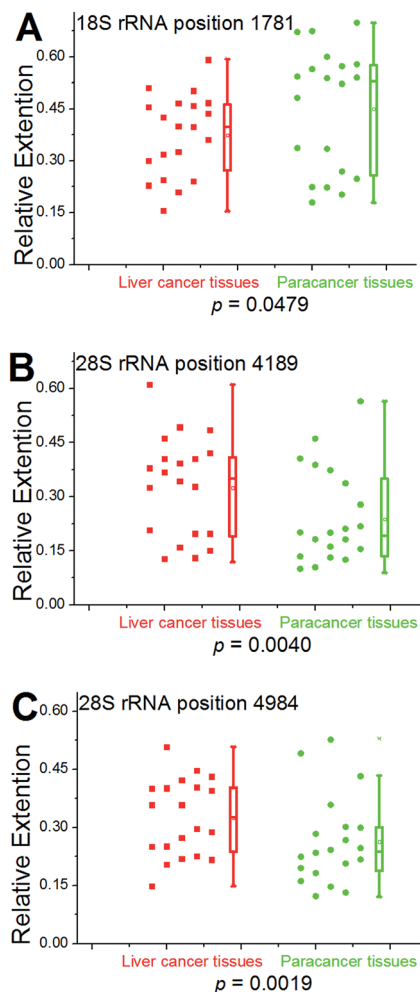 A
18S rRNA position 1781
Relative Extention
0.60
0.45
0.30
0.15
0.00
Liver cancer tissues Paracancer tissues
p = 0.0479
B
28S rRNA position 4189
Relative Extention
0.60
0.45
0.30
0.15
0.00
Liver cancer tissues Paracancer tissues
p = 0.0040
C
28S rRNA position 4984
Relative Extention
0.60
0.45
0.30
0.15
0.00
Liver cancer tissues Paracancer tissues
p = 0.0019